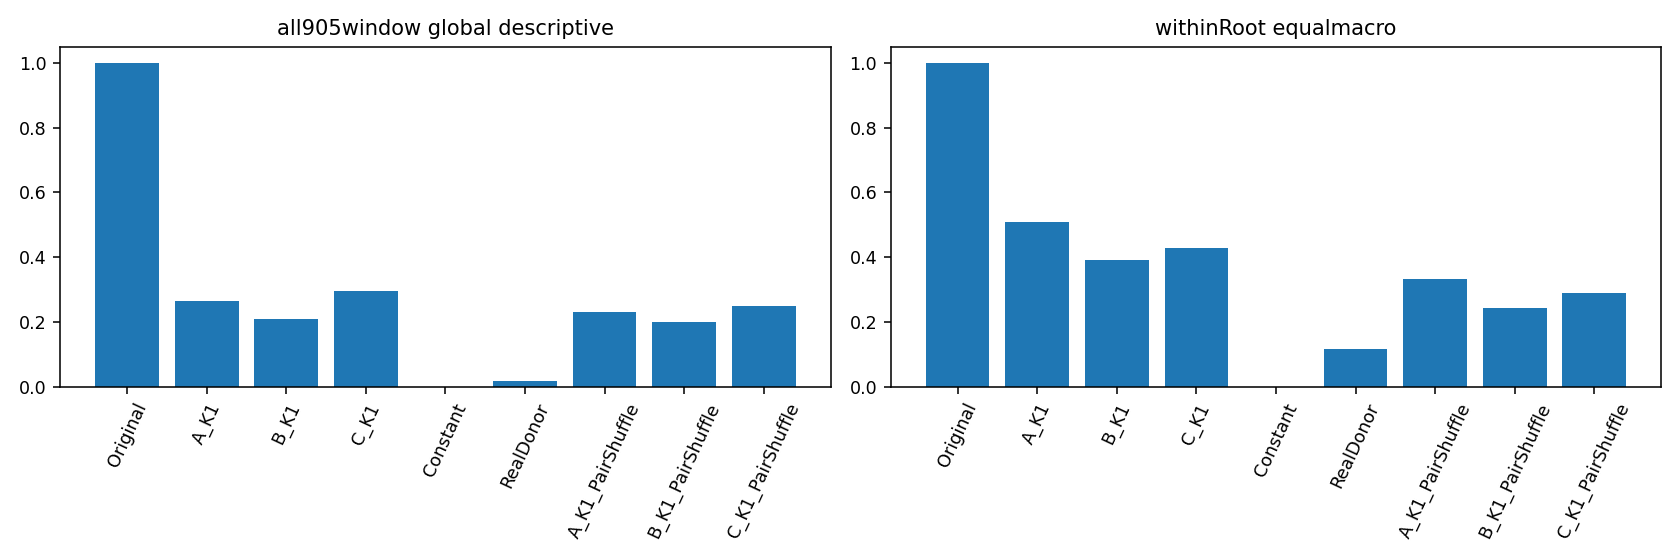 all905window global descriptive
1.0
0.8
0.6
0.4
0.2
0.0
Original
A_K1
B_K1
C_K1
Constant
RealDonor
A_K1_PairShuffle
B_K1_PairShuffle
C_K1_PairShuffle
withinRoot equalmacro
1.0
0.8
0.6
0.4
0.2
0.0
Original
A_K1
B_K1
C_K1
Constant
RealDonor
A_K1_PairShuffle
B_K1_PairShuffle
C_K1_PairShuffle